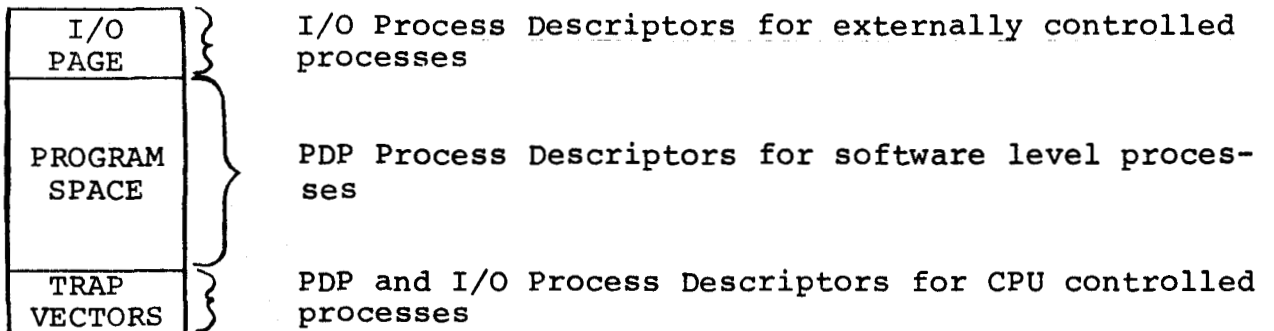 I/O
PAGE
I/O Process Descriptors for externally controlled
processes
PROGRAM
SPACE
PDP Process Descriptors for software level proces-
ses
TRAP
VECTORS
PDP and I/O Process Descriptors for CPU controlled
processes